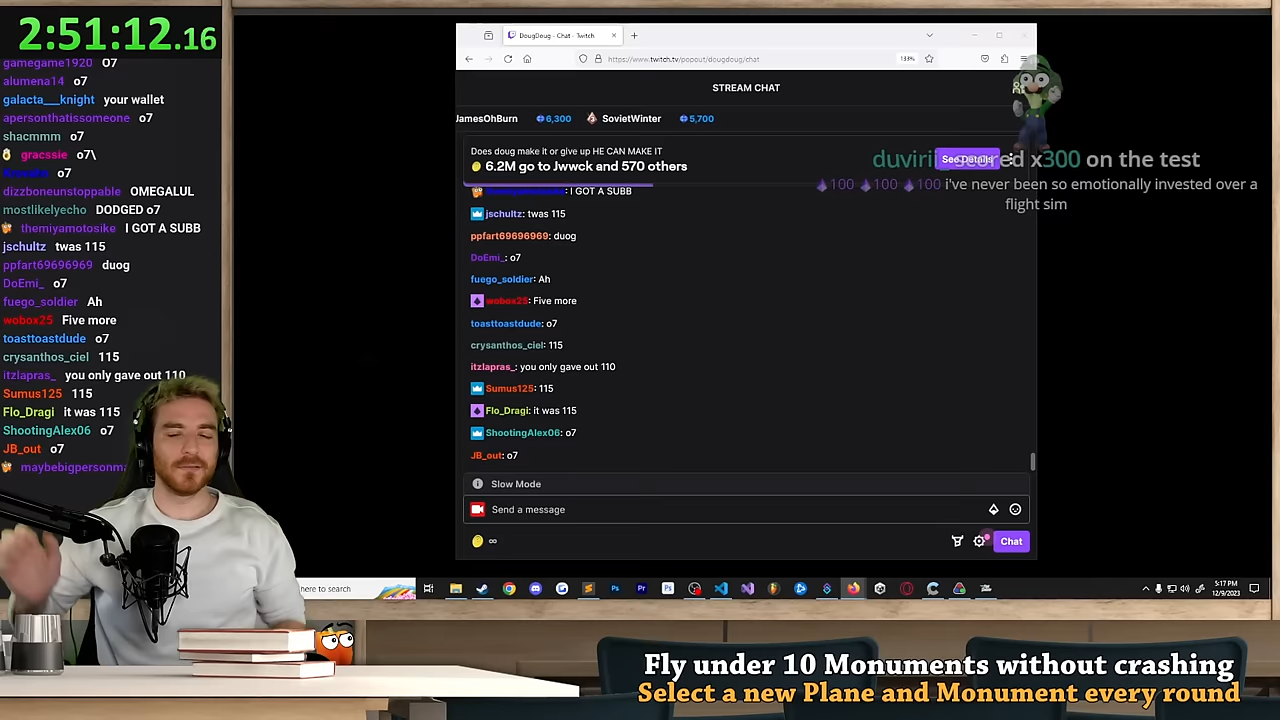 2:51:12.16
gamegame1920 O7
alumena14 o7
galacta___knight your wallet
apersonthatissomeone o7
shacmmm o7
gracssie o7\
o7
dizzboneunstoppable OMEGALUL
mostlikelyecho DODGED o7
themiyamotosike I GOT A SUBB
jschultz twas 115
ppfart69696969 duog
DoEmi_ o7
fuego_soldier Ah
wobox25 Five more
toasttoastdude o7
crysanthos_ciel 115
itzlapras_ you only gave out 110
Sumus125 115
Flo_Dragi it was 115
ShootingAlex06 o7
JB_out o7
maybebigpersonma
DougDoug - Chat - Twitch
https://www.twitch.tv/popout/dougdoug/chat
133%
STREAM CHAT
JamesOhBurn 6,300 SovietWinter 5,700
Does doug make it or give up HE CAN MAKE IT
6.2M go to Jwwck and 570 others
See Details
: I GOT A SUBB
jschultz: twas 115
ppfart69696969: duog
DoEmi_: o7
fuego_soldier: Ah
wobox25: Five more
toasttoastdude: o7
crysanthos_ciel: 115
itzlapras_: you only gave out 110
Sumus125: 115
Flo_Dragi: it was 115
ShootingAlex06: o7
JB_out: o7
Slow Mode
Send a message
∞
Chat
x300 on the test
100 100 100 i've never been so emotionally invested over a
flight sim
here to search
5:17 PM
12/9/2023
Fly under 10 Monuments without crashing
Select a new Plane and Monument every round